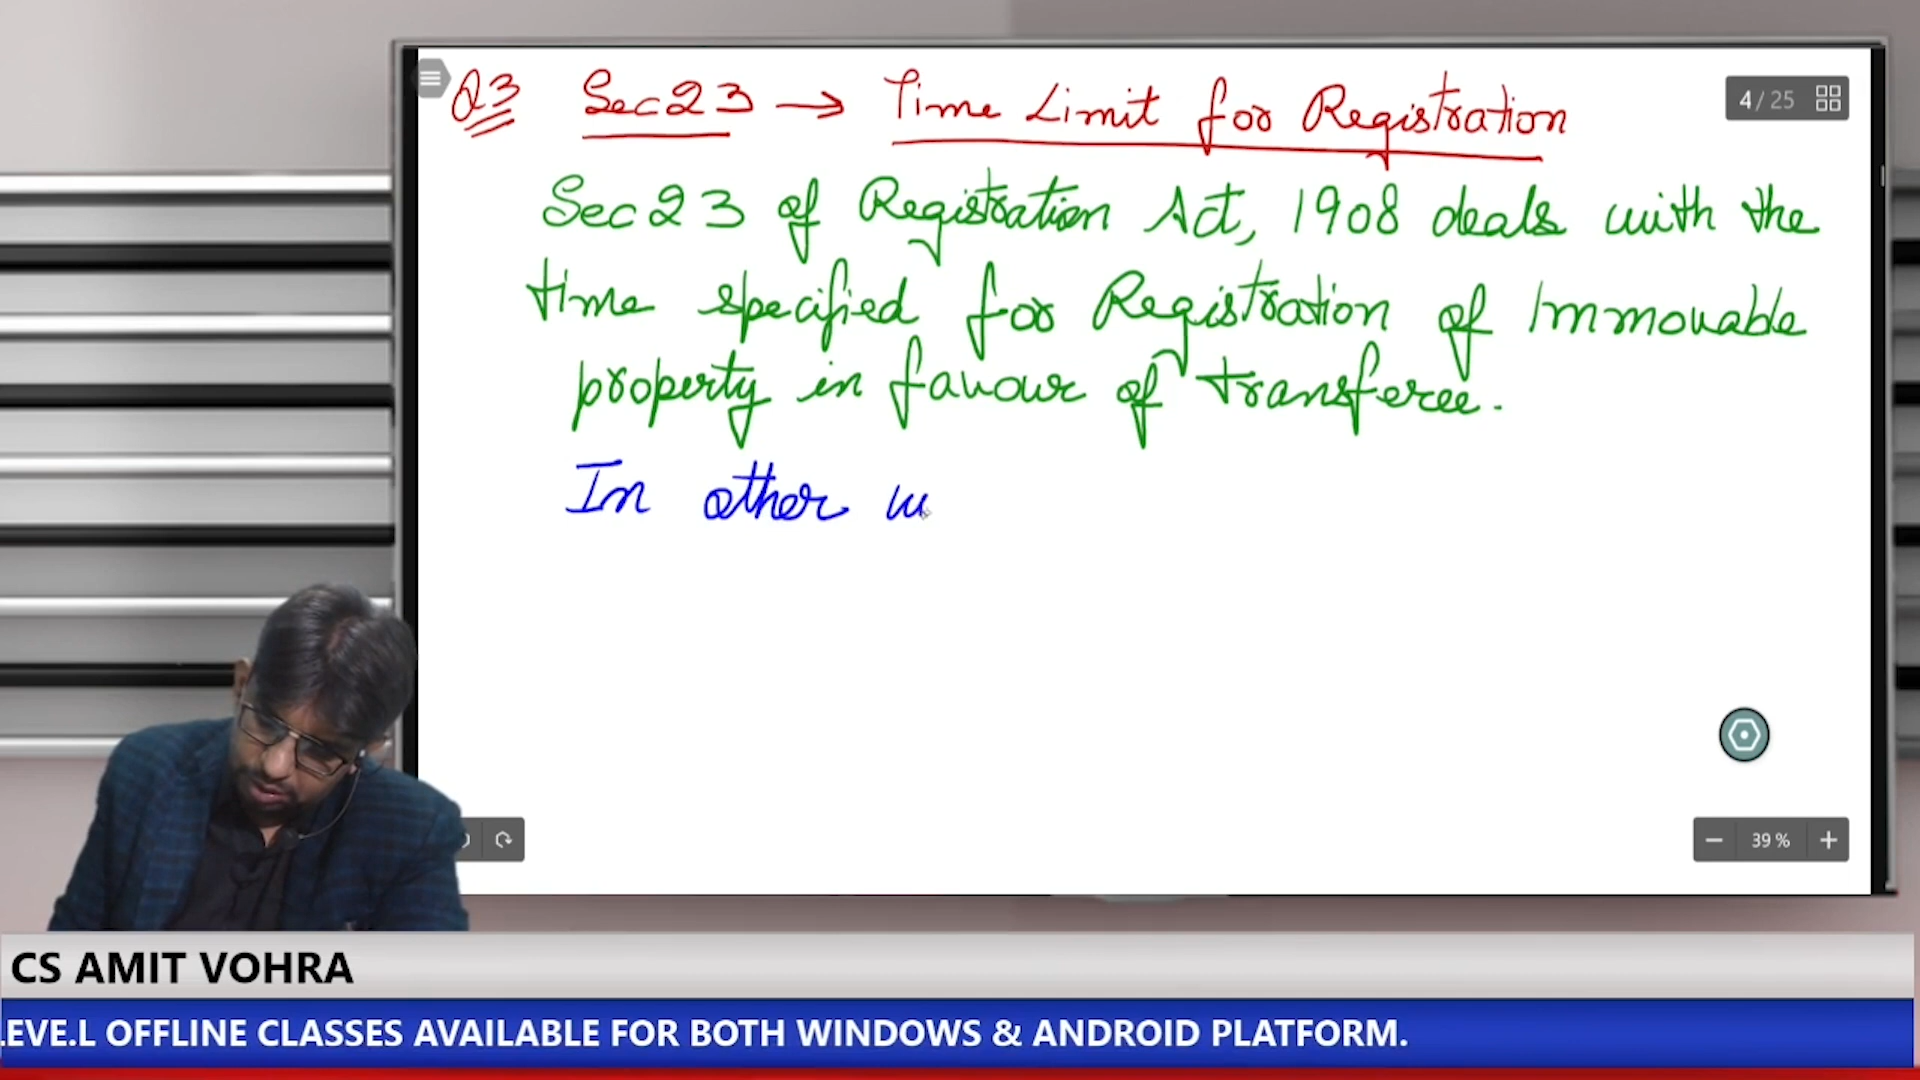 Q3 Sec 23 → Time Limit for Registration
4 / 25
Sec 23 of Registration Act, 1908 deals with the
time specified for Registration of Immovable
property in favour of transferee.
In other w
39 %
CS AMIT VOHRA
EVE.L OFFLINE CLASSES AVAILABLE FOR BOTH WINDOWS & ANDROID PLATFORM.